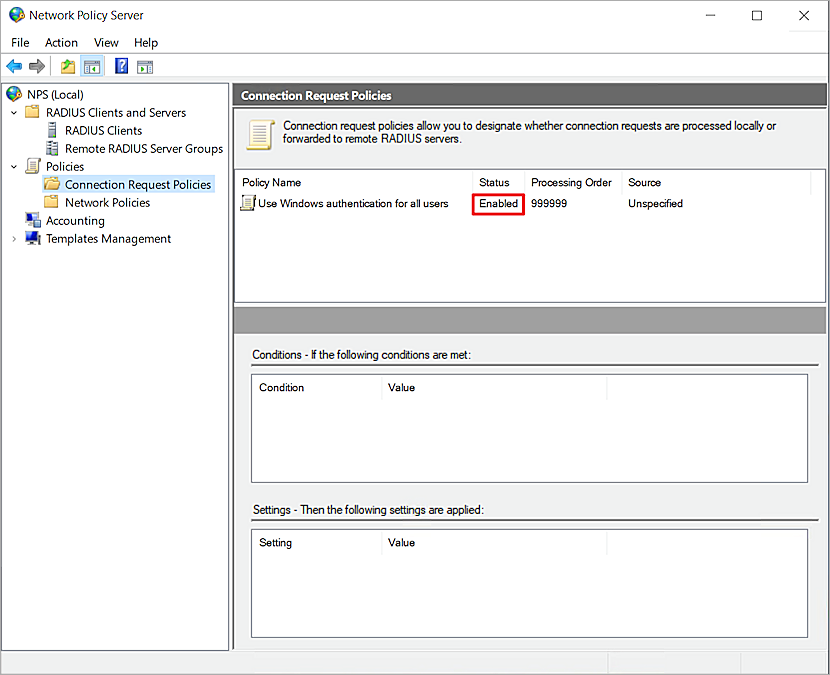 Network Policy Server
File Action View Help
NPS (Local)
RADIUS Clients and Servers
RADIUS Clients
Remote RADIUS Server Groups
Policies
Connection Request Policies
Network Policies
Accounting
Templates Management
Connection Request Policies
Connection request policies allow you to designate whether connection requests are processed locally or
forwarded to remote RADIUS servers.
Policy Name Status Processing Order Source
Use Windows authentication for all users Enabled 999999 Unspecified
Conditions - If the following conditions are met:
Condition Value
Settings - Then the following settings are applied:
Setting Value